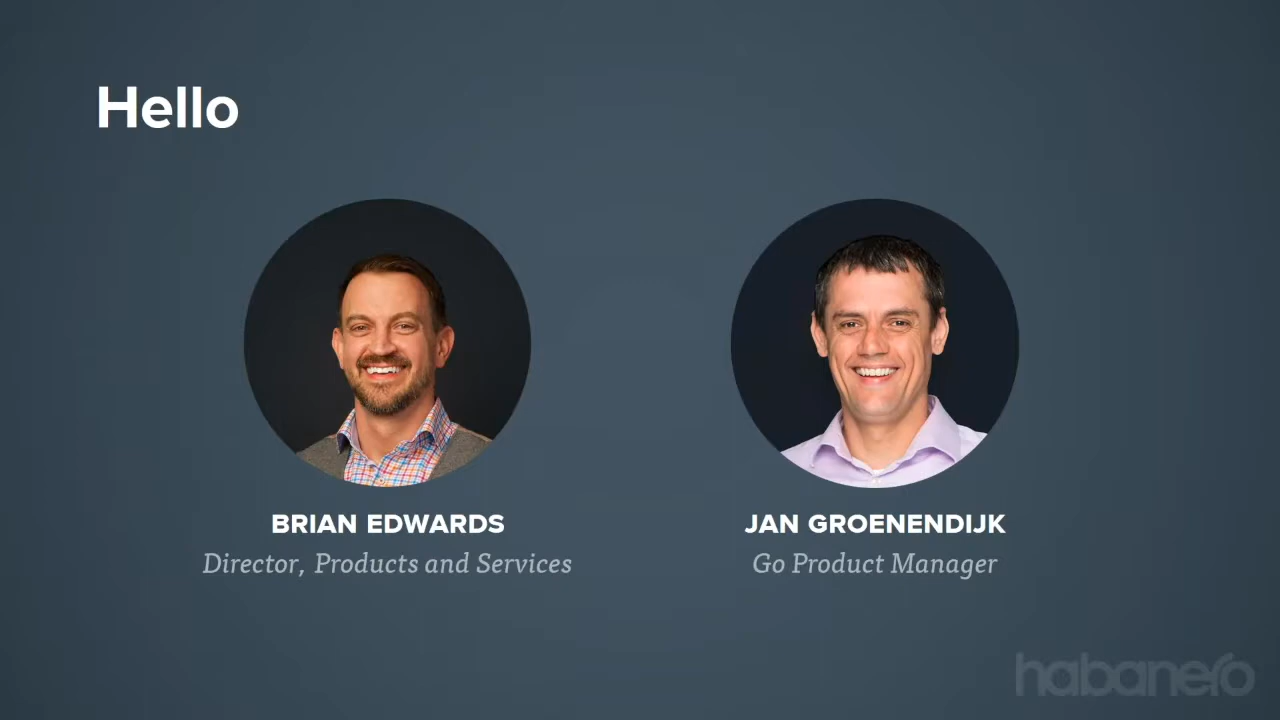 Hello
BRIAN EDWARDS
Director, Products and Services
JAN GROENENDIJK
Go Product Manager
habanero